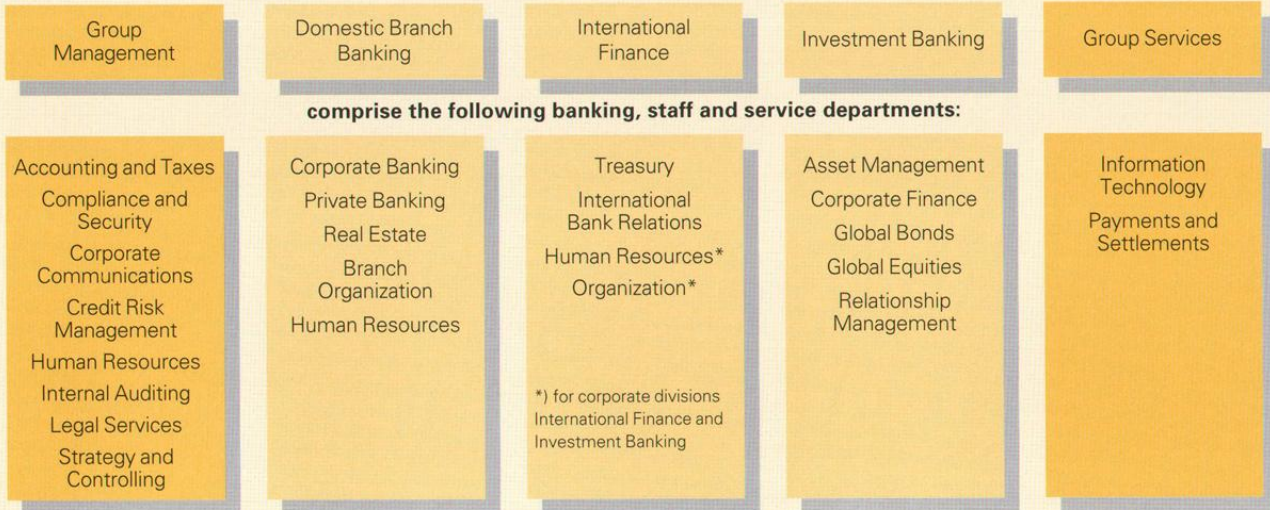 Group
Management
Domestic Branch
Banking
International
Finance
Investment Banking
Group Services
comprise the following banking, staff and service departments:
Accounting and Taxes
Compliance and
Security
Corporate
Communications
Credit Risk
Management
Human Resources
Internal Auditing
Legal Services
Strategy and
Controlling
Corporate Banking
Private Banking
Real Estate
Branch
Organization
Human Resources
Treasury
International
Bank Relations
Human Resources*
Organization*
*) for corporate divisions
International Finance and
Investment Banking
Asset Management
Corporate Finance
Global Bonds
Global Equities
Relationship
Management
Information
Technology
Payments and
Settlements